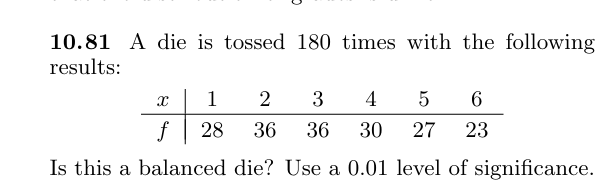 10.81 A die is tossed 180 times with the following
results:
x 1 2 3 4 5 6
f 28 36 36 30 27 23
Is this a balanced die? Use a 0.01 level of significance.